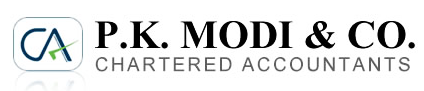 CA
P.K. MODI & CO.
CHARTERED ACCOUNTANTS